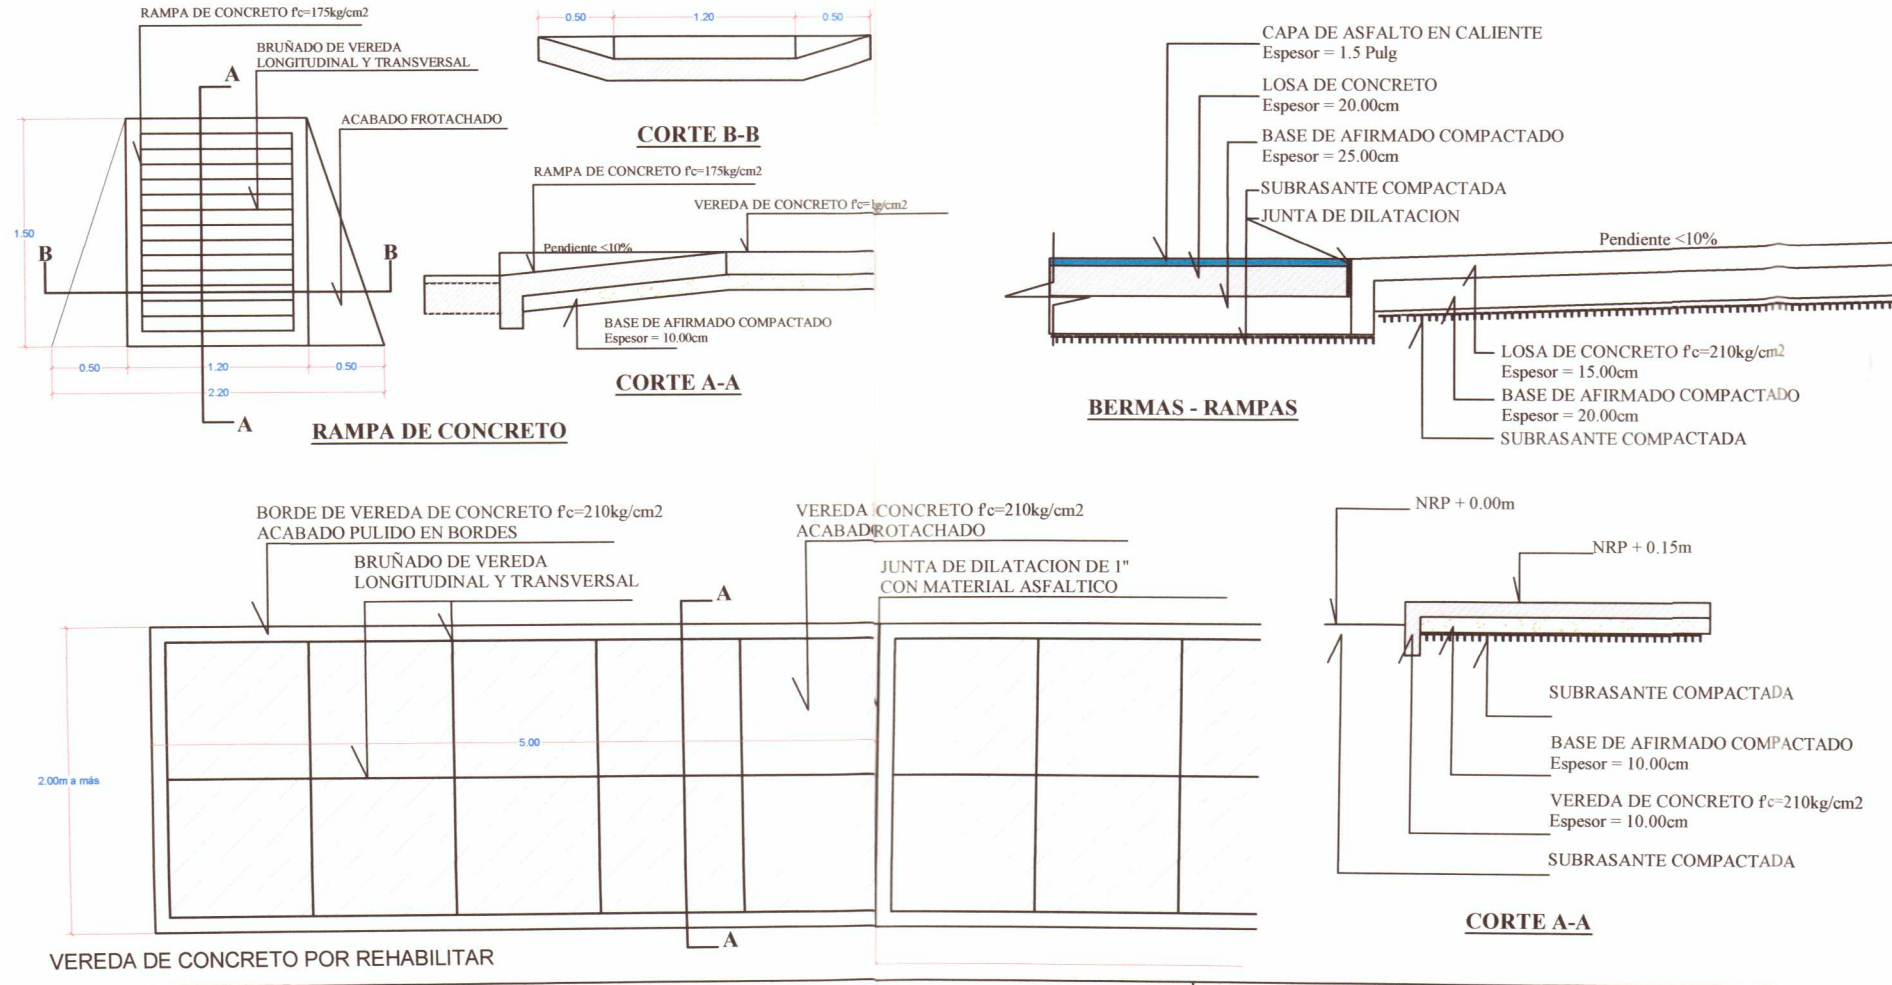 RAMPA DE CONCRETO f'c=175kg/cm2
BRUÑADO DE VEREDA
LONGITUDINAL Y TRANSVERSAL
A
ACABADO FROTACHADO
1.50
B
B
0.50
1.20
0.50
2.20
A
RAMPA DE CONCRETO
0.50
1.20
0.50
CORTE B-B
RAMPA DE CONCRETO f'c=175kg/cm2
VEREDA DE CONCRETO f'c=
kg/cm2
Pendiente <10%
BASE DE AFIRMADO COMPACTADO
Espesor = 10.00cm
CORTE A-A
CAPA DE ASFALTO EN CALIENTE
Espesor = 1.5 Pulg
LOSA DE CONCRETO
Espesor = 20.00cm
BASE DE AFIRMADO COMPACTADO
Espesor = 25.00cm
SUBRASANTE COMPACTADA
JUNTA DE DILATACION
Pendiente <10%
LOSA DE CONCRETO f'c=210kg/cm2
Espesor = 15.00cm
BASE DE AFIRMADO COMPACTADO
Espesor = 20.00cm
SUBRASANTE COMPACTADA
BERMAS - RAMPAS
BORDE DE VEREDA DE CONCRETO f'c=210kg/cm2
ACABADO PULIDO EN BORDES
BRUÑADO DE VEREDA
LONGITUDINAL Y TRANSVERSAL
VEREDA CONCRETO f'c=210kg/cm2
ACABAD ROTACHADO
JUNTA DE DILATACION DE 1"
CON MATERIAL ASFALTICO
A
5.00
2.00m a más
A
VEREDA DE CONCRETO POR REHABILITAR
NRP + 0.00m
NRP + 0.15m
SUBRASANTE COMPACTADA
BASE DE AFIRMADO COMPACTADO
Espesor = 10.00cm
VEREDA DE CONCRETO f'c=210kg/cm2
Espesor = 10.00cm
SUBRASANTE COMPACTADA
CORTE A-A